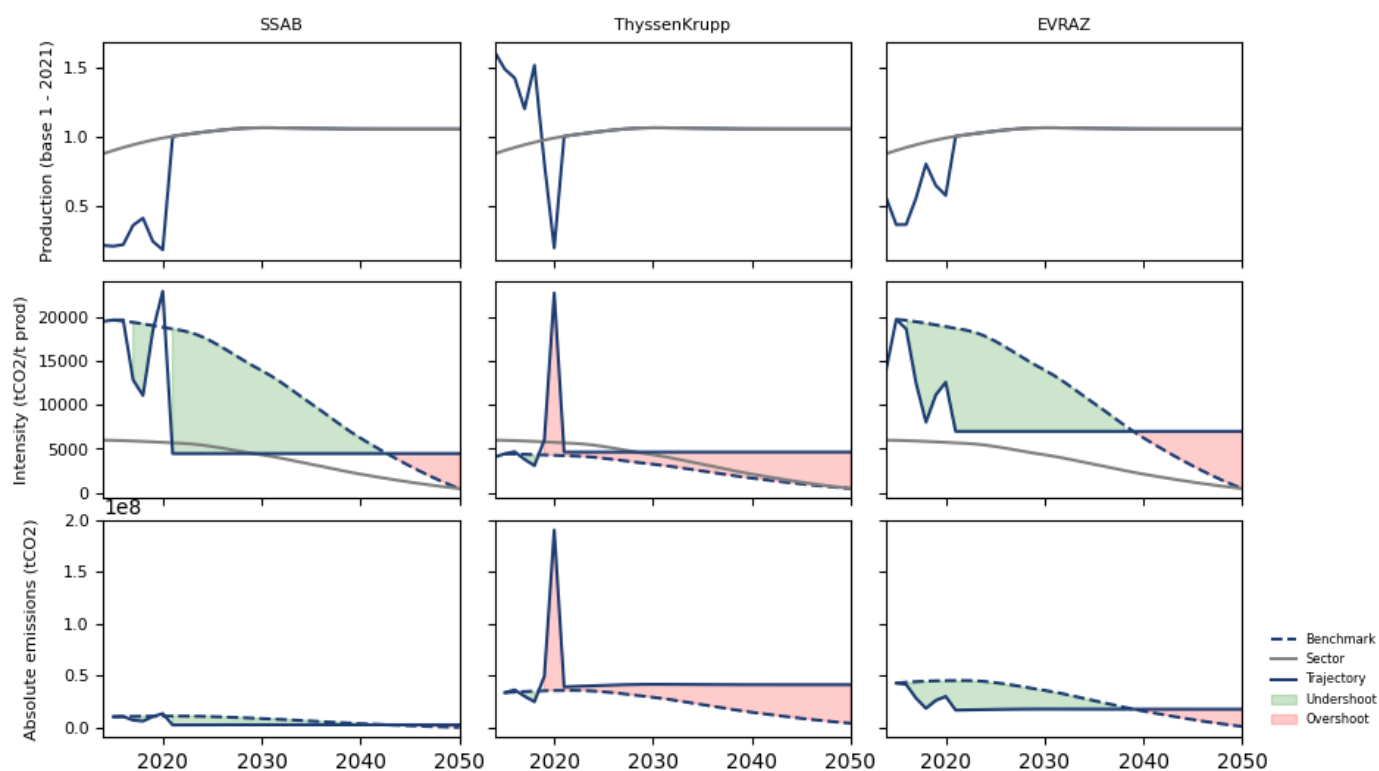 SSAB
ThyssenKrupp
EVRAZ
Production (base 1 - 2021)
1.5
1.0
0.5
Intensity (tCO2/t prod)
20000
15000
10000
5000
0
1e8
Absolute emissions (tCO2)
2.0
1.5
1.0
0.5
0.0
2020 2030 2040 2050
2020 2030 2040 2050
2020 2030 2040 2050
Benchmark
Sector
Trajectory
Undershoot
Overshoot